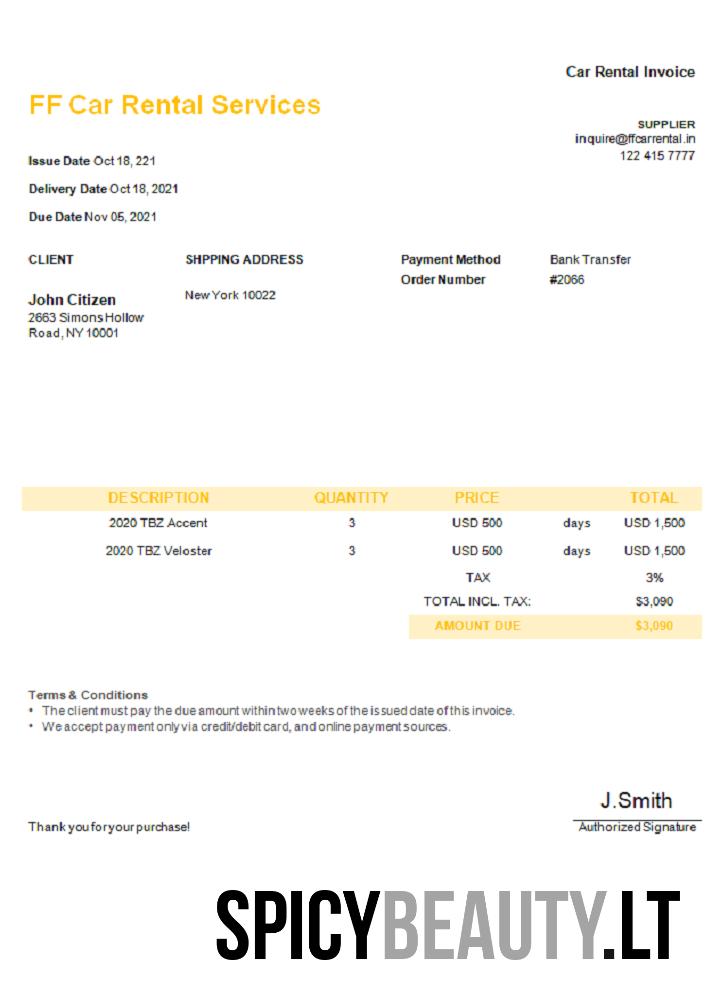 Car Rental Invoice
FF Car Rental Services
SUPPLIER
inquire@ffcarrental.in
122 415 7777
Issue Date Oct 18, 221
Delivery Date Oct 18, 2021
Due Date Nov 05, 2021
CLIENT
John Citizen
2663 Simons Hollow
Road, NY 10001
SHPPING ADDRESS
New York 10022
Payment Method Bank Transfer
Order Number #2066
DESCRIPTION QUANTITY PRICE TOTAL
2020 TBZ Accent 3 USD 500 days USD 1,500
2020 TBZ Veloster 3 USD 500 days USD 1,500
TAX 3%
TOTAL INCL. TAX: $3,090
AMOUNT DUE $3,090
Terms & Conditions
• The client must pay the due amount within two weeks of the issued date of this invoice.
• We accept payment only via credit/debit card, and online payment sources.
J.Smith
Authorized Signature
Thank you for your purchase!
SPICYBEAUTY.LT